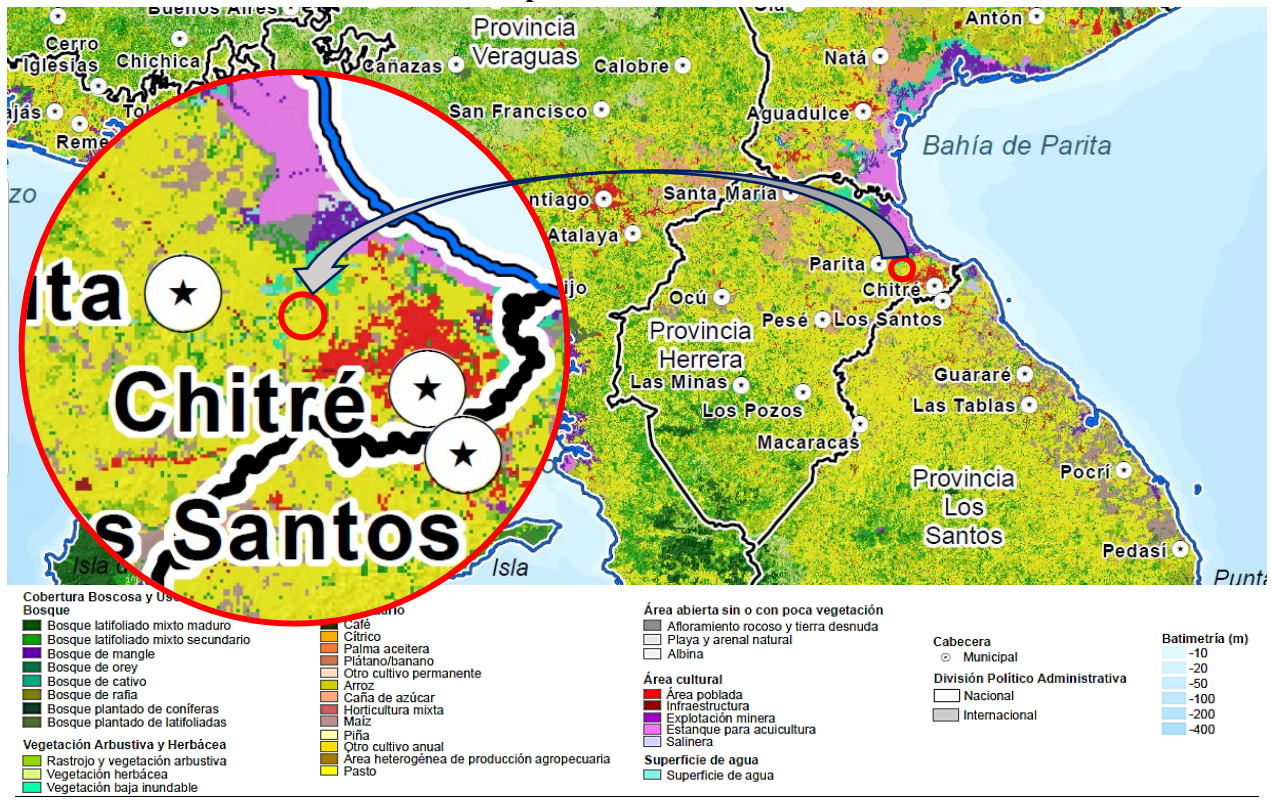 Buenos Aires
Antón
Provincia
Veraguas
Cerro
Iglesias
Chichica
Cañazas
Calobre
Natá
San Francisco
Aguadulce
Bahía de Parita
Santa María
Atalaya
Parita
Chitré
Ocú
Pesé
Los Santos
Provincia
Herrera
Las Minas
Los Pozos
Guararé
Las Tablas
Macaracas
Provincia
Los
Santos
Pocrí
Pedasí
Isla
Punta
Chitré
s Santos
Cobertura Boscosa y Us
Bosque
Bosque latifoliado mixto maduro
Bosque latifoliado mixto secundario
Bosque de mangle
Bosque de orey
Bosque de cativo
Bosque de rafia
Bosque plantado de coníferas
Bosque plantado de latifoliadas
Vegetación Arbustiva y Herbácea
Rastrojo y vegetación arbustiva
Vegetación herbácea
Vegetación baja inundable
Café
Cítrico
Palma aceitera
Plátano/banano
Otro cultivo permanente
Arroz
Caña de azúcar
Horticultura mixta
Maíz
Piña
Otro cultivo anual
Área heterogénea de producción agropecuaria
Pasto
Área abierta sin o con poca vegetación
Afloramiento rocoso y tierra desnuda
Playa y arenal natural
Albina
Área cultural
Área poblada
Infraestructura
Explotación minera
Estanque para acuicultura
Salinera
Superficie de agua
Superficie de agua
Cabecera
Municipal
División Político Administrativa
Nacional
Internacional
Batimetría (m)
-10
-20
-50
-100
-200
-400